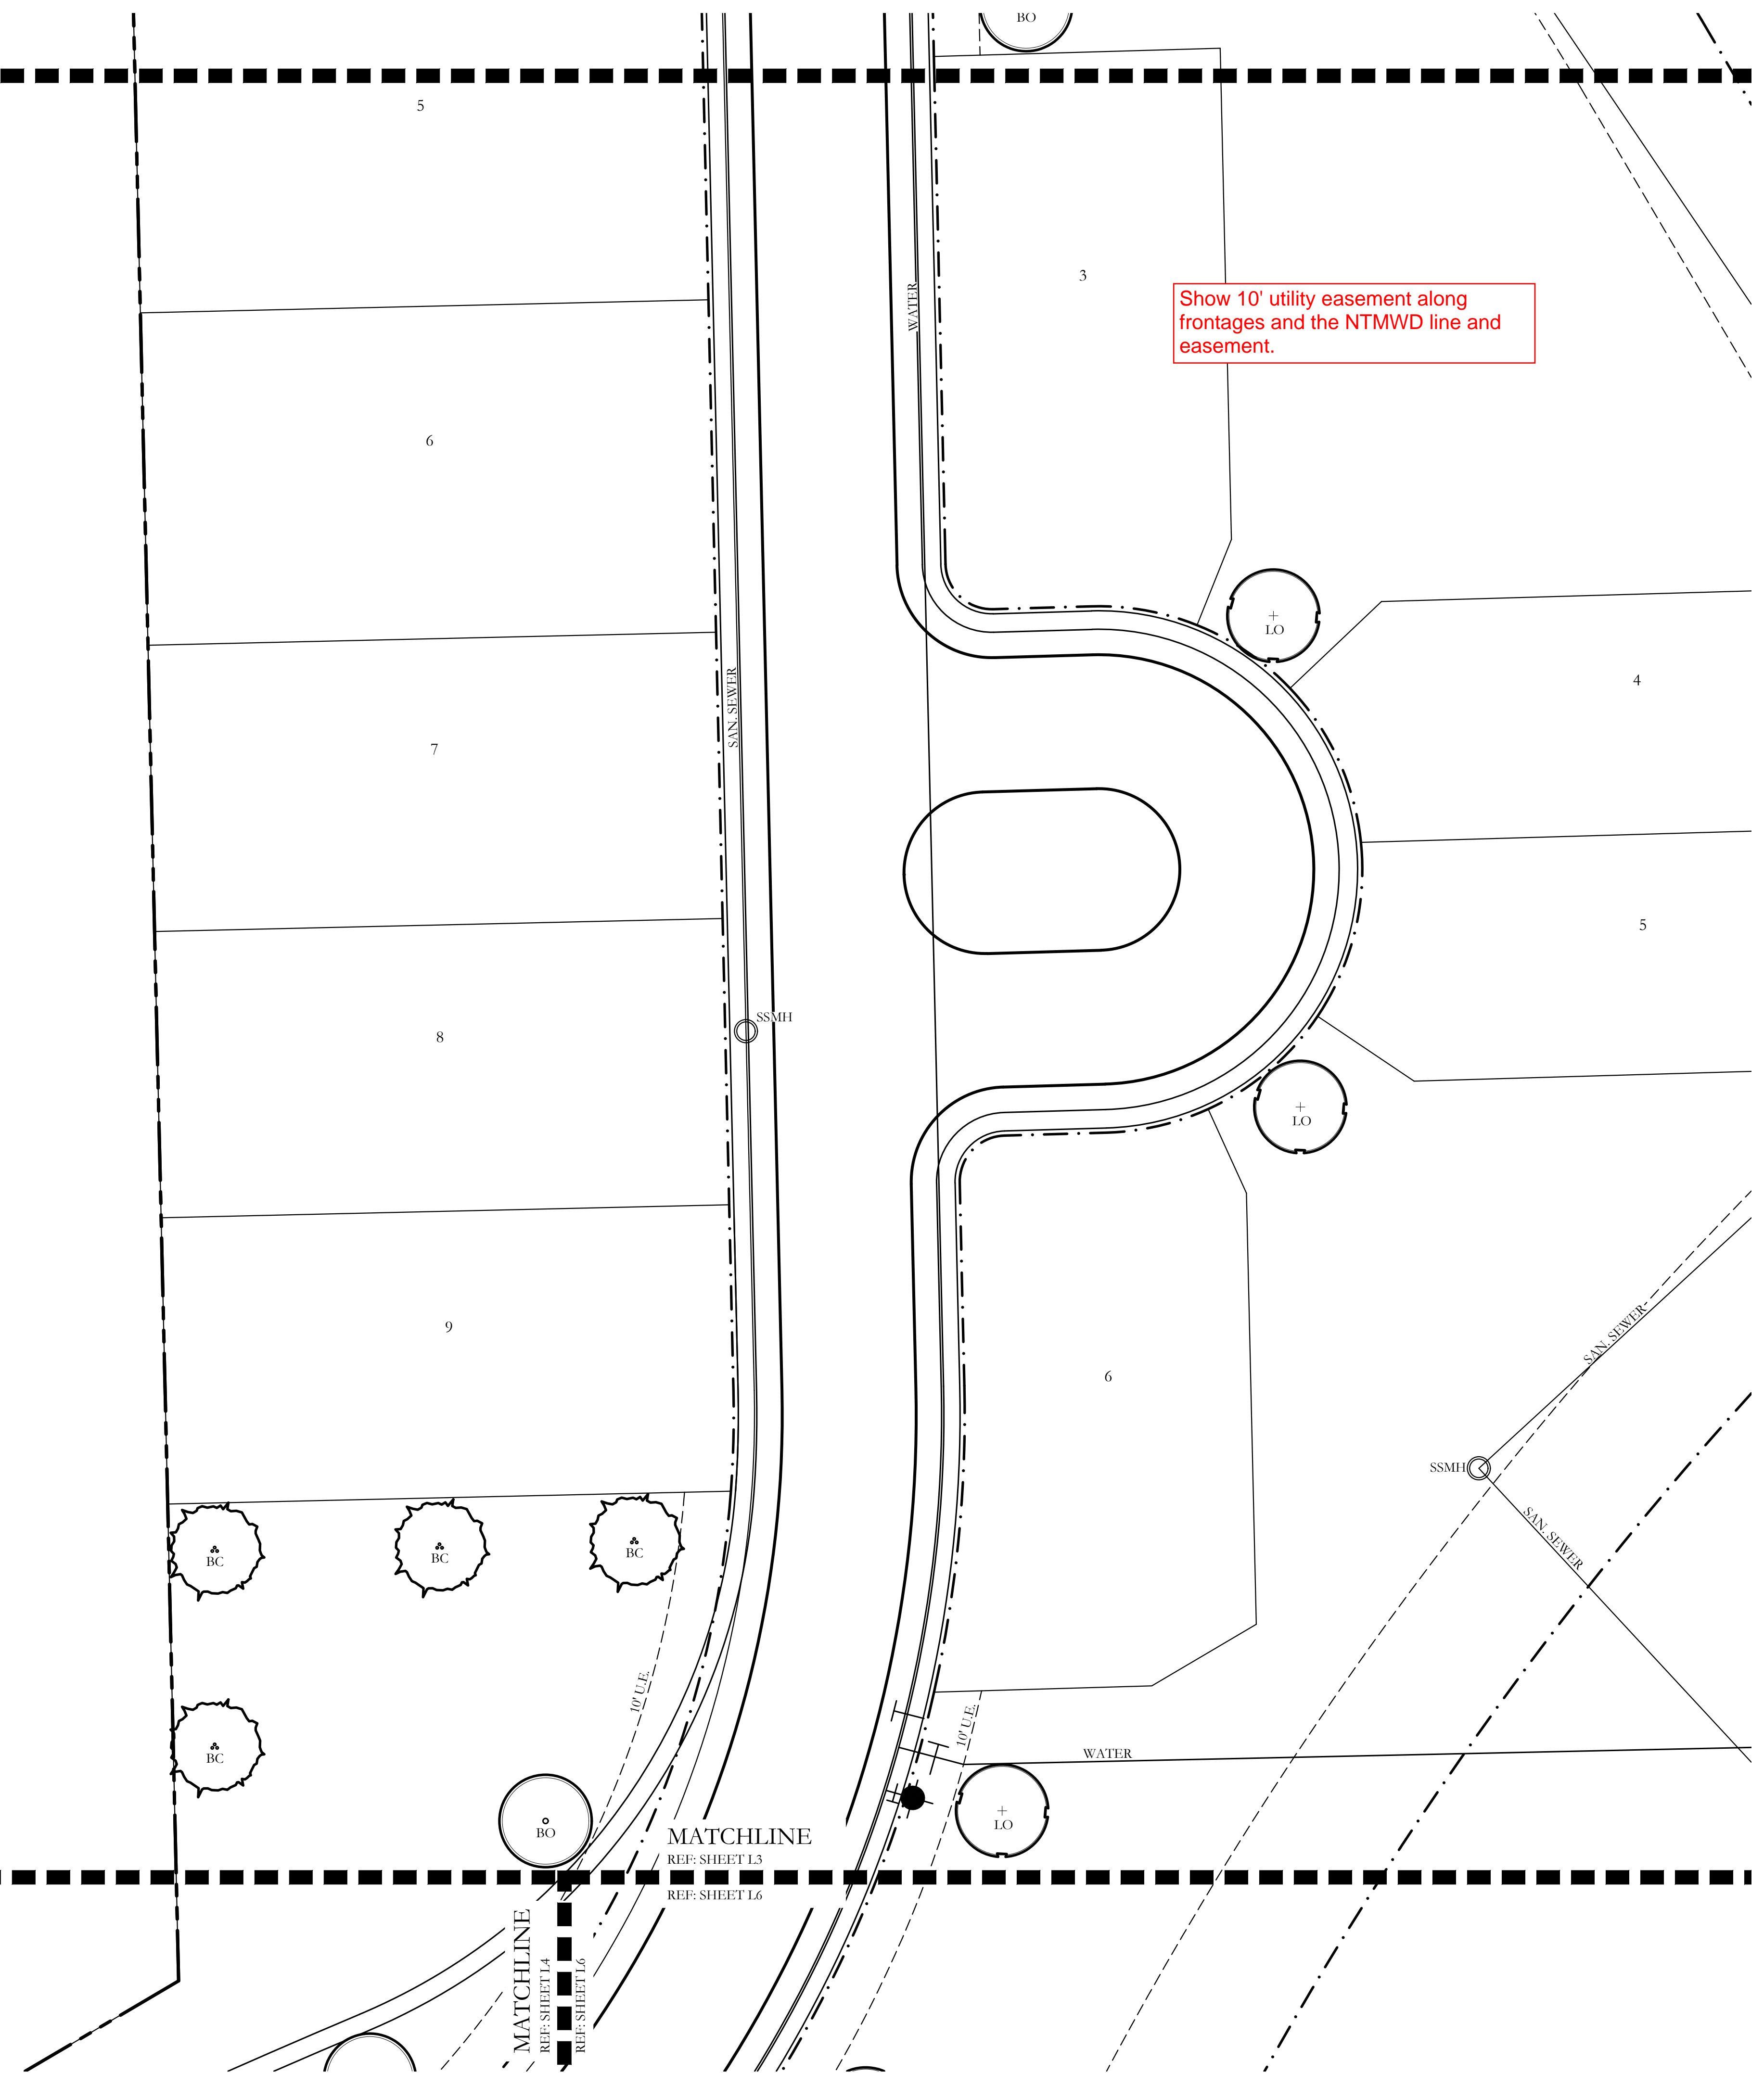 BO
5
3
WATER
Show 10' utility easement along
frontages and the NTMWD line and
easement.
6
LO
4
SAN. SEWER
7
5
SSMH
8
LO
9
SAN. SEWER
6
SSMH
SAN. SEWER
BC
BC
BC
10' U.E.
10' U.E.
BC
WATER
LO
BO
MATCHLINE
REF: SHEET L3
REF: SHEET L6
MATCHLINE
REF: SHEET L4
REF: SHEET L6